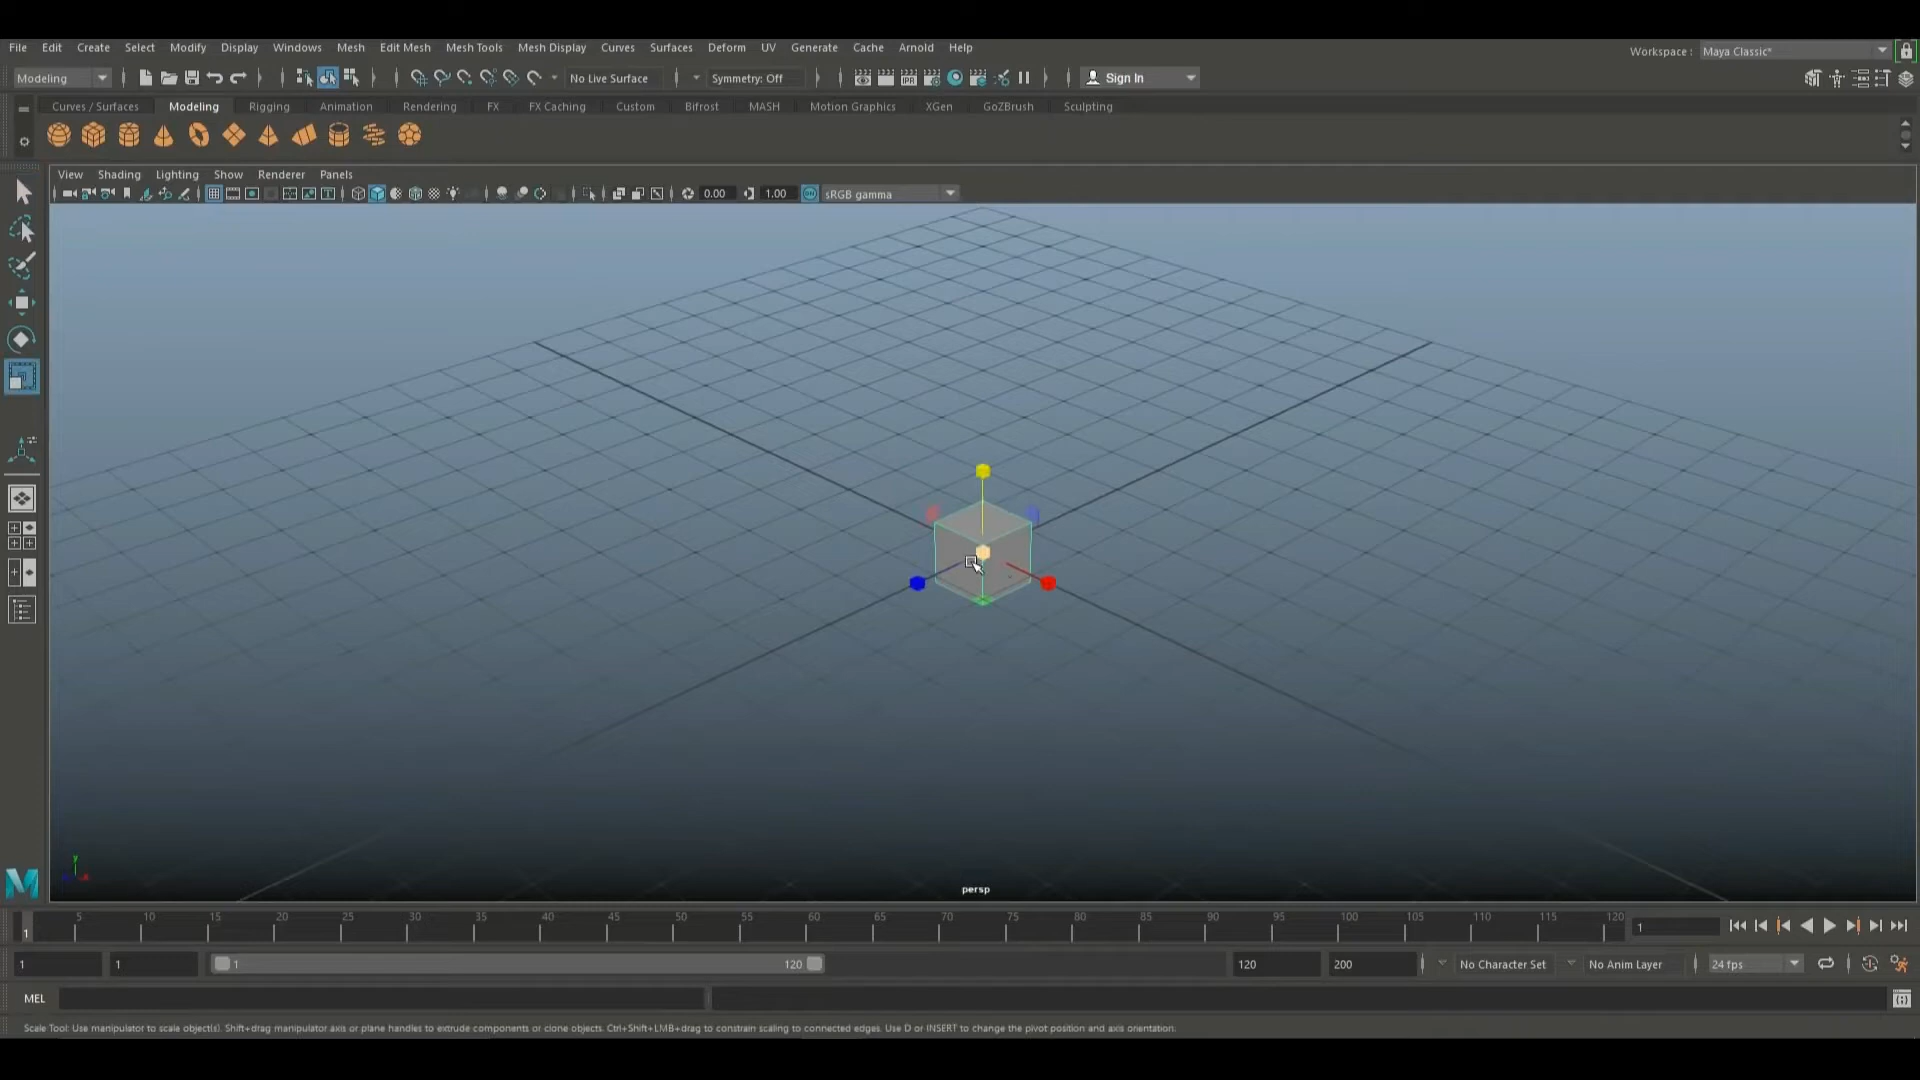 File Edit Create Select Modify Display Windows Mesh Edit Mesh Mesh Tools Mesh Display Curves Surfaces Deform UV Generate Cache Arnold Help
Workspace : Maya Classic*
Modeling No Live Surface Symmetry: Off Sign In
Curves / Surfaces Modeling Rigging Animation Rendering FX FX Caching Custom Bifrost MASH Motion Graphics XGen GoZBrush Sculpting
View Shading Lighting Show Renderer Panels
0.00 1.00 sRGB gamma
y
persp
5 10 15 20 25 30 35 40 45 50 55 60 65 70 75 80 85 90 95 100 105 110 115 120
1 1
1 1 1 120 120 200 No Character Set No Anim Layer 24 fps
MEL
Scale Tool: Use manipulator to scale object(s). Shift+drag manipulator axis or plane handles to extrude components or clone objects. Ctrl+Shift+LMB+drag to constrain scaling to connected edges. Use D or INSERT to change the pivot position and axis orientation.